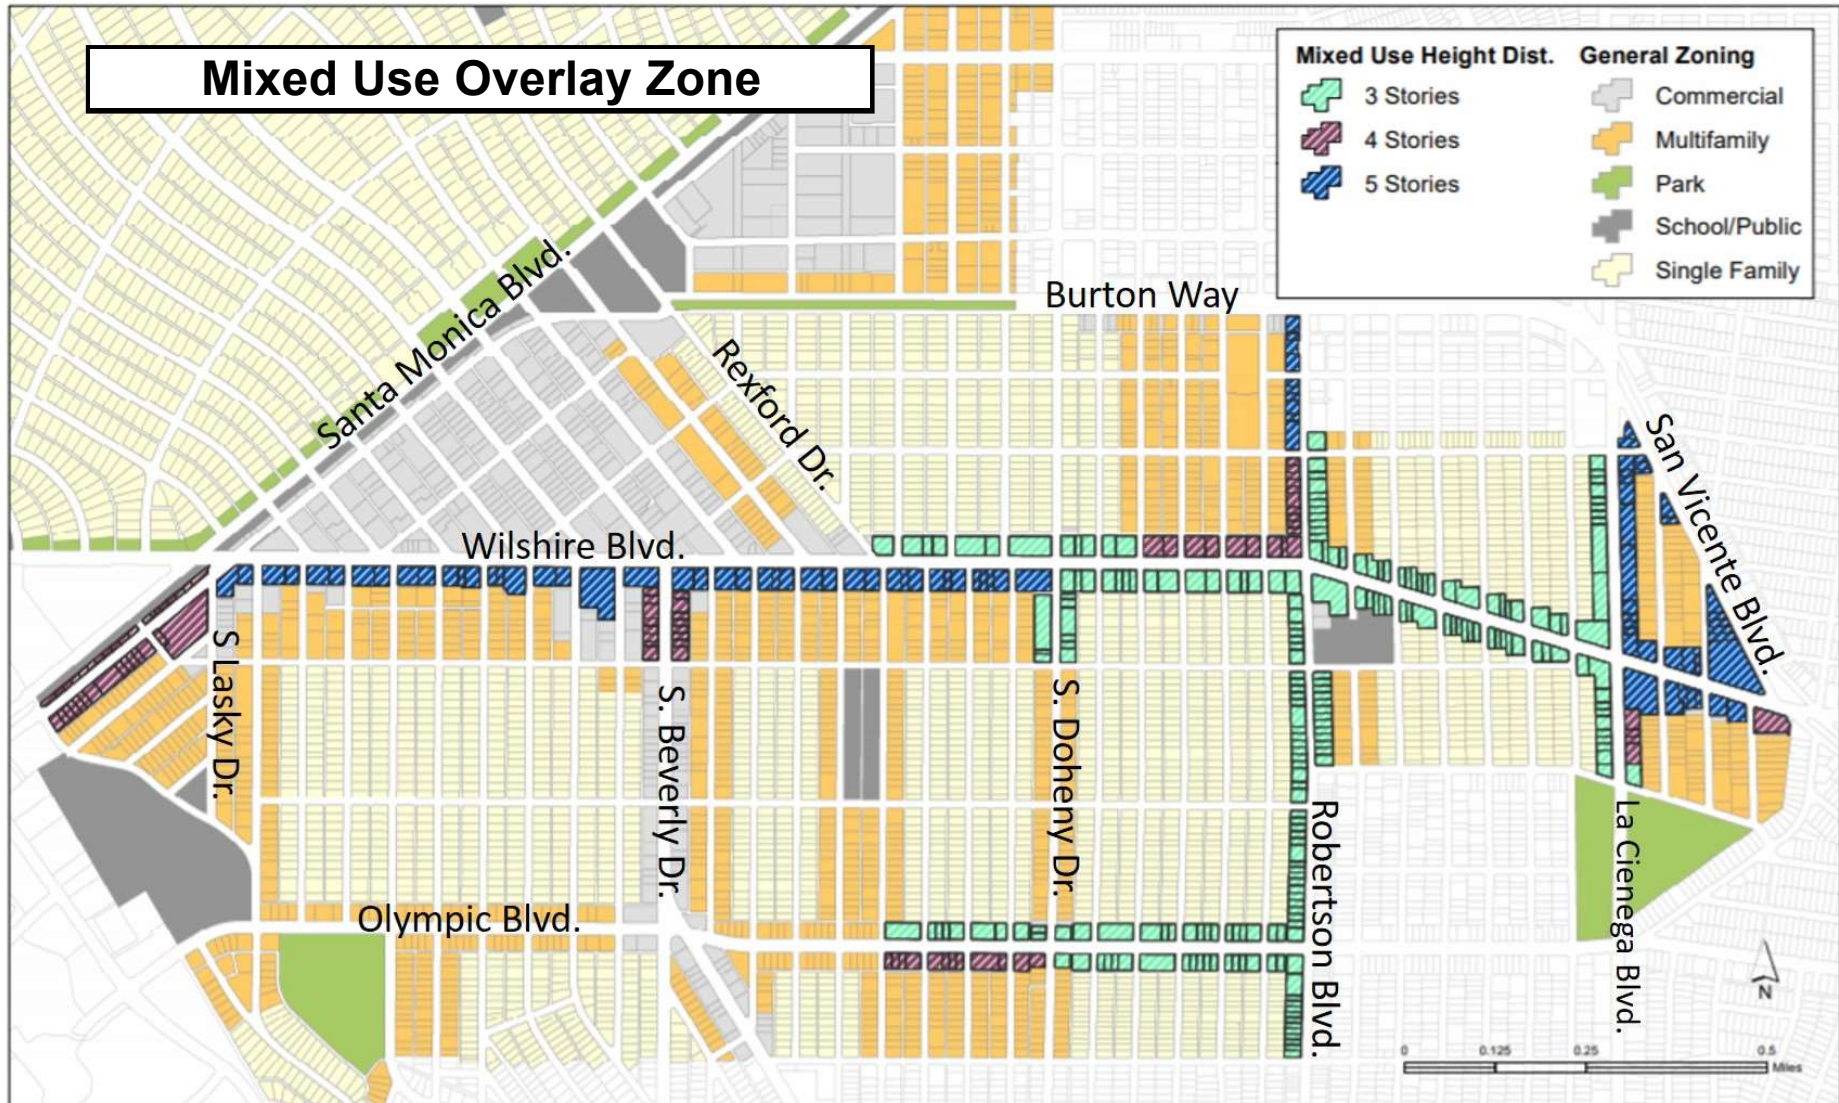 Mixed Use Overlay Zone
Mixed Use Height Dist.
3 Stories
4 Stories
5 Stories
General Zoning
Commercial
Multifamily
Park
School/Public
Single Family
Santa Monica Blvd.
Burton Way
Rexford Dr.
San Vicente Blvd.
Wilshire Blvd.
S Lasky Dr.
S. Beverly Dr.
S. Doheny Dr.
Robertson Blvd.
La Cienega Blvd.
Olympic Blvd.
N
0 0.125 0.25 0.5
Miles